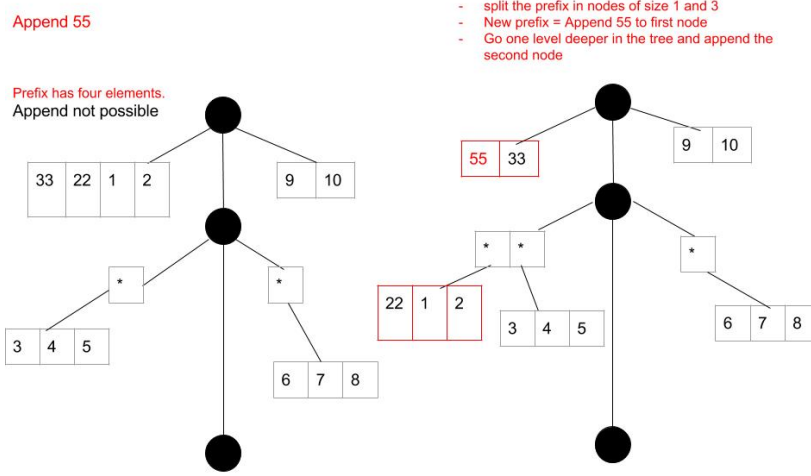 Append 55
Prefix has four elements.
Append not possible
33 22 1 2
9 10
*
*
3 4 5
6 7 8
- split the prefix in nodes of size 1 and 3
- New prefix = Append 55 to first node
- Go one level deeper in the tree and append the
second node
55 33
9 10
* *
*
22 1 2
3 4 5
6 7 8